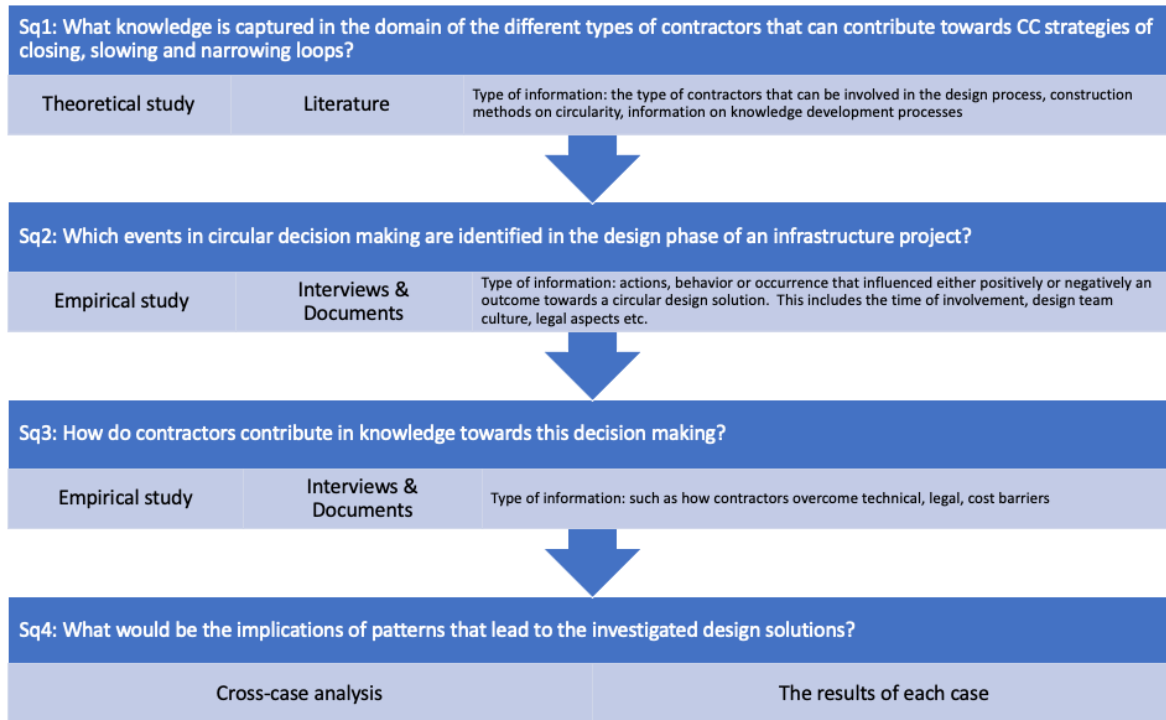 Sq1: What knowledge is captured in the domain of the different types of contractors that can contribute towards CC strategies of
closing, slowing and narrowing loops?
Theoretical study
Literature
Type of information: the type of contractors that can be involved in the design process, construction
methods on circularity, information on knowledge development processes
Sq2: Which events in circular decision making are identified in the design phase of an infrastructure project?
Empirical study
Interviews &
Documents
Type of information: actions, behavior or occurrence that influenced either positively or negatively an
outcome towards a circular design solution.  This includes the time of involvement, design team
culture, legal aspects etc.
Sq3: How do contractors contribute in knowledge towards this decision making?
Empirical study
Interviews &
Documents
Type of information: such as how contractors overcome technical, legal, cost barriers
Sq4: What would be the implications of patterns that lead to the investigated design solutions?
Cross-case analysis
The results of each case